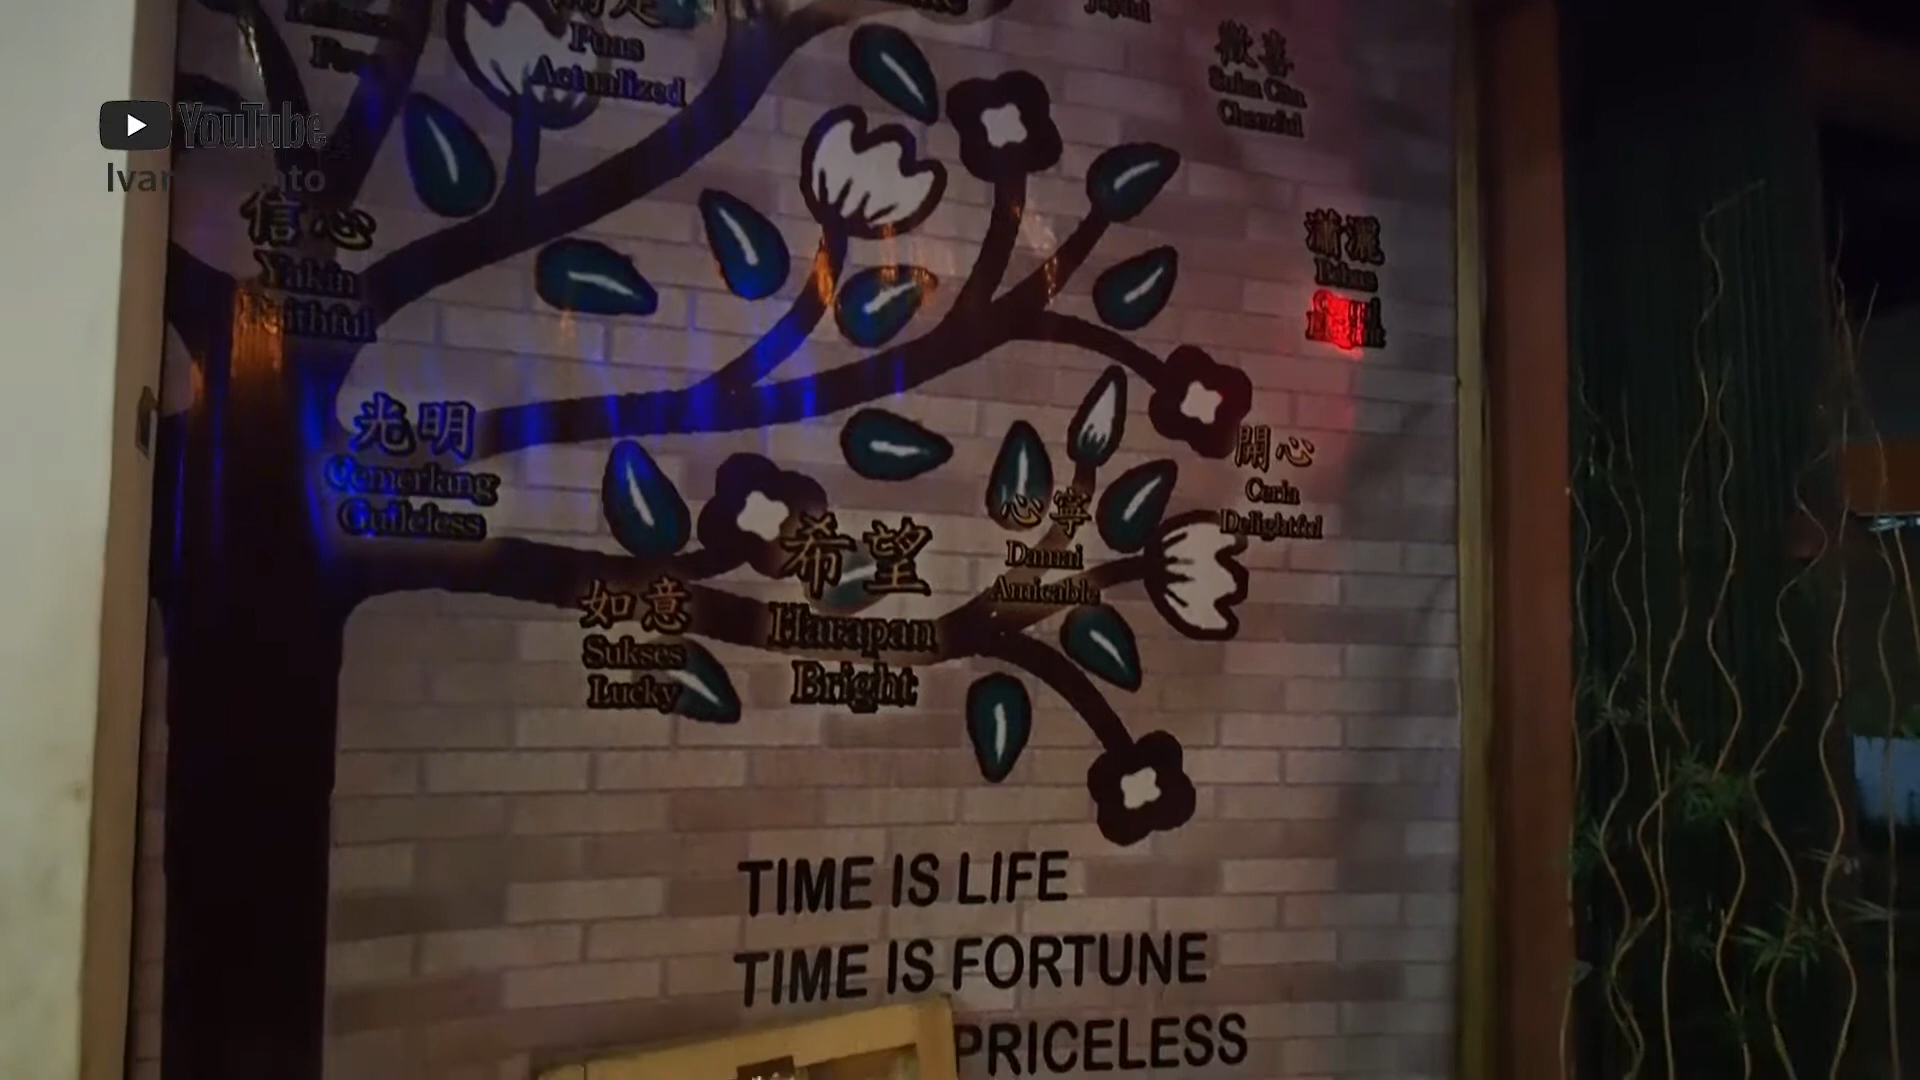 Puas
Actualized
歡喜
Suka Cita
Cheerful
YouTube
信心
Yakin
Faithful
瀟灑
Bebas
光明
Cemerlang
Guileless
開心
Ceria
Delightful
心寧
Damai
Amicable
希望
Harapan
Bright
如意
Sukses
Lucky
TIME IS LIFE
TIME IS FORTUNE
PRICELESS